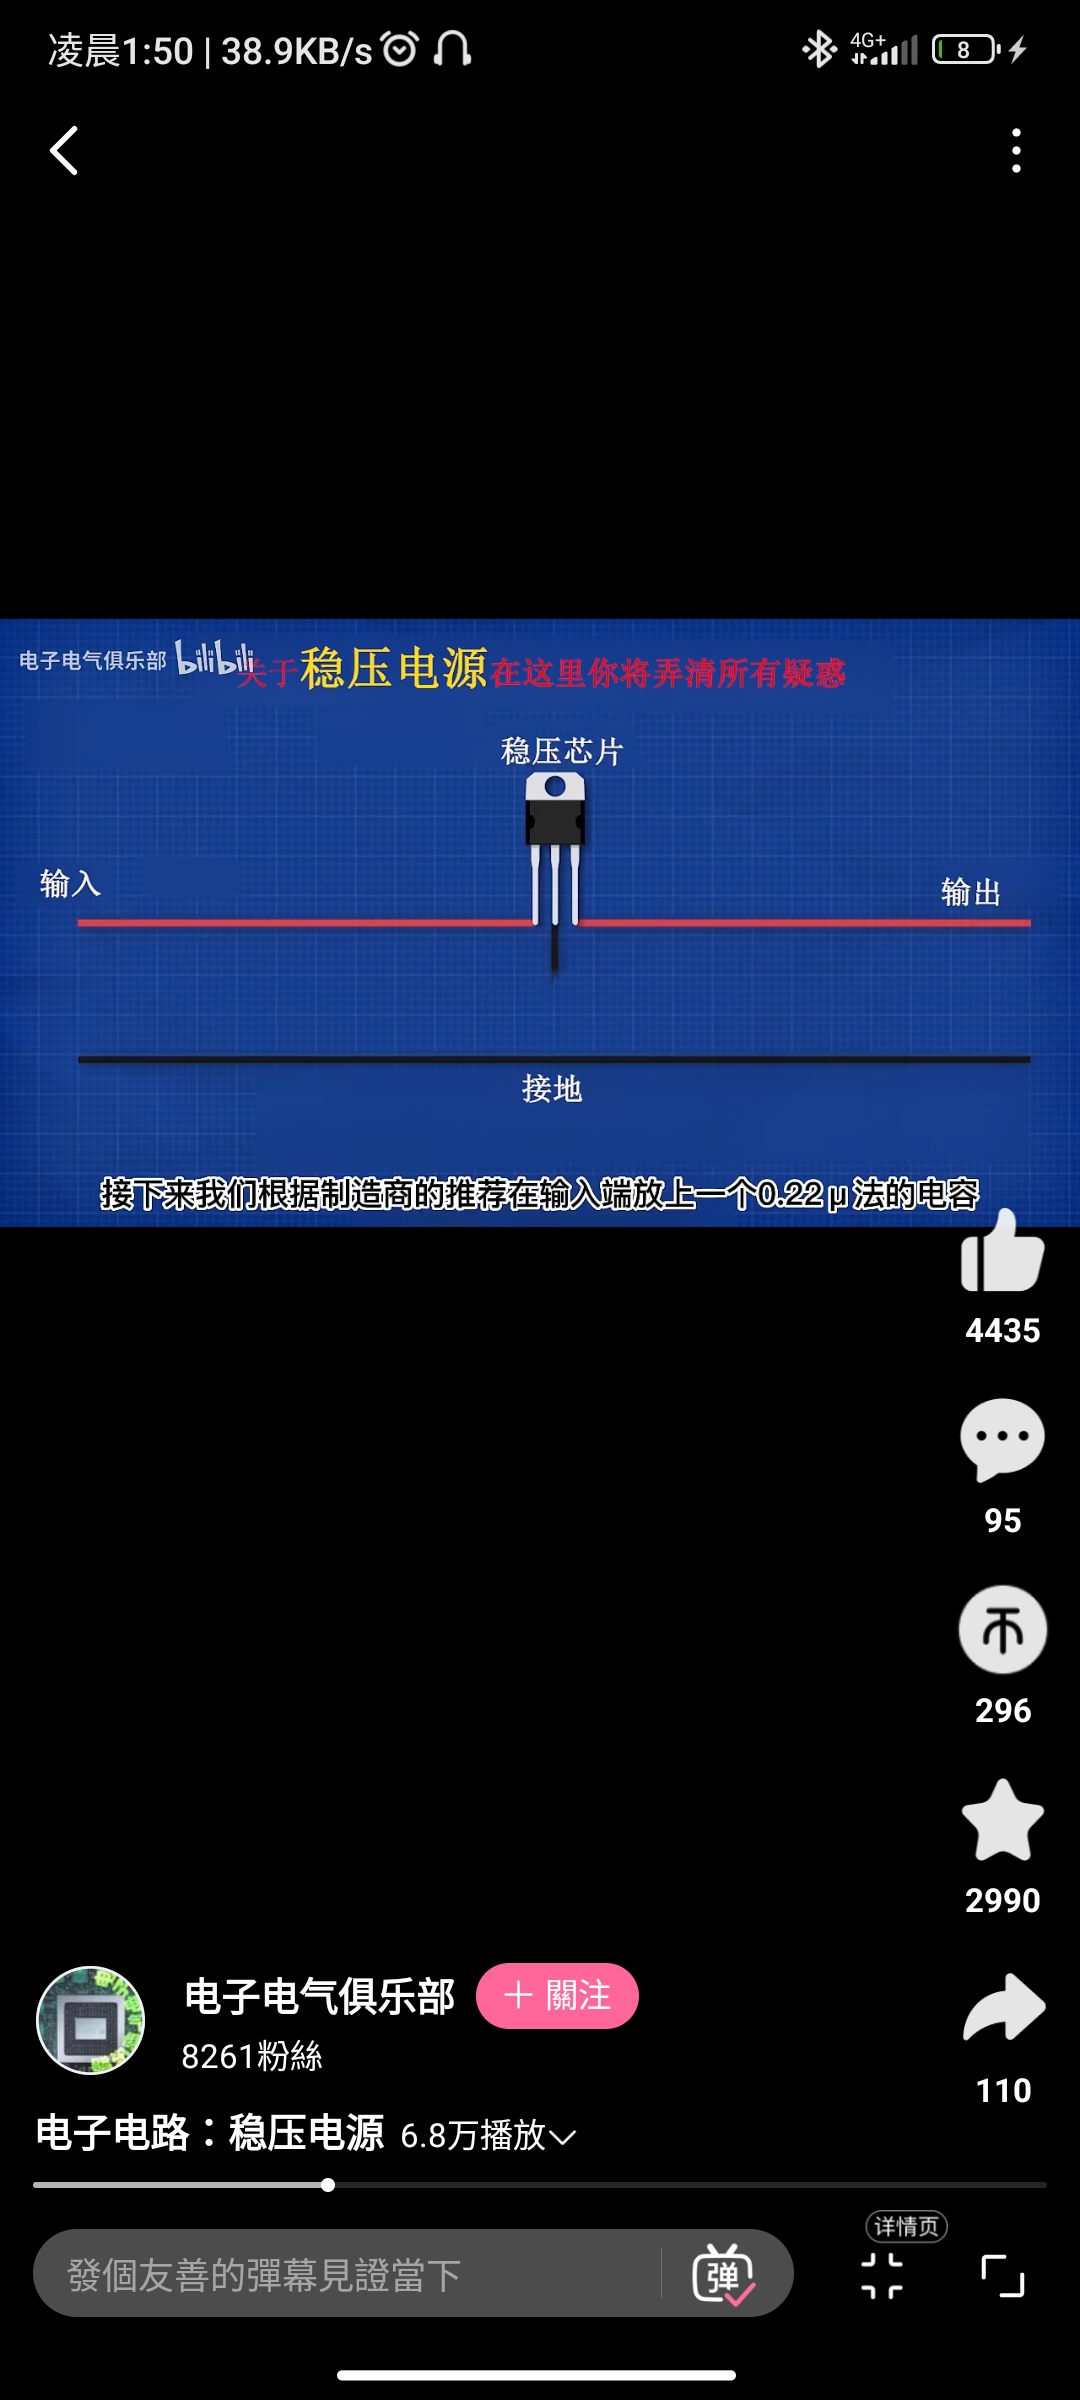 凌晨1:50 | 38.9KB/s
4G+
8
电子电气俱乐部 bilibili
关于稳压电源在这里你将弄清所有疑惑
稳压芯片
输入
输出
接地
接下来我们根据制造商的推荐在输入端放上一个0.22μ法的电容
4435
95
296
2990
电子电气俱乐部
＋ 關注
8261粉絲
110
电子电路：稳压电源 6.8万播放
详情页
發個友善的彈幕見證當下
弹